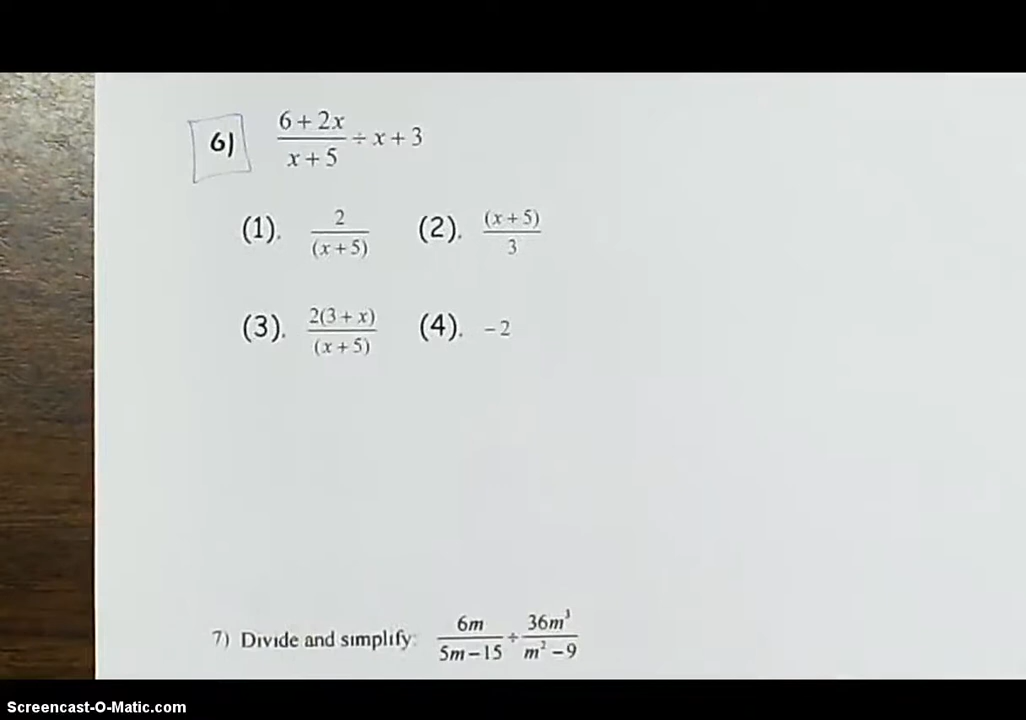 6) (6 + 2x)/(x + 5) ÷ x + 3
(1). 2/(x + 5) (2). (x + 5)/3
(3). 2(3 + x)/(x + 5) (4). – 2
7) Divide and simplify: 6m/(5m – 15) ÷ 36m³/(m² – 9)
Screencast-O-Matic.com